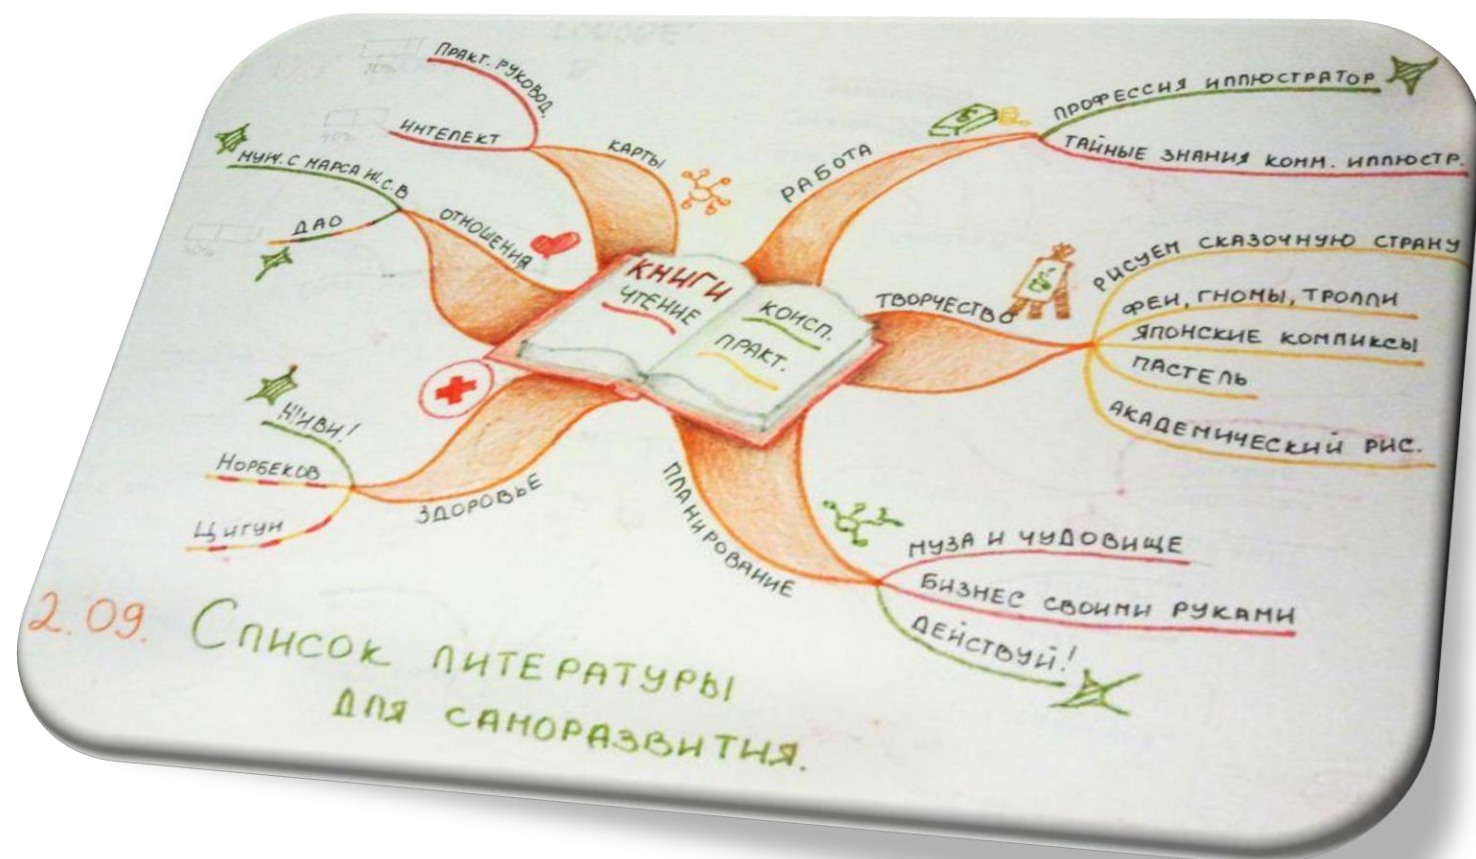 КНИГИ
ЧТЕНИЕ
КОНСП.
ПРАКТ.
КАРТЫ
ПРАКТ. РУКОВОД.
ИНТЕЛЕКТ
ОТНОШЕНИЯ
МУЖ. С МАРСА Ж.С.В
ДАО
ЗДОРОВЬЕ
ЖИВИ!
НОРБЕКОВ
ЦИГУН
РАБОТА
ПРОФЕССИЯ ИЛЛЮСТРАТОР
ТАЙНЫЕ ЗНАНИЯ КОММ. ИЛЛЮСТР.
ТВОРЧЕСТВО
РИСУЕМ СКАЗОЧНУЮ СТРАНУ
ФЕИ, ГНОМЫ, ТРОЛЛИ
ЯПОНСКИЕ КОМПИКСЫ
ПАСТЕЛЬ
АКАДЕМИЧЕСКИЙ РИС.
ПЛАНИРОВАНИЕ
МУЗА И ЧУДОВИЩЕ
БИЗНЕС СВОИМИ РУКАМИ
ДЕЙСТВУЙ!
2.09. СПИСОК ЛИТЕРАТУРЫ
ДЛЯ САМОРАЗВИТИЯ.